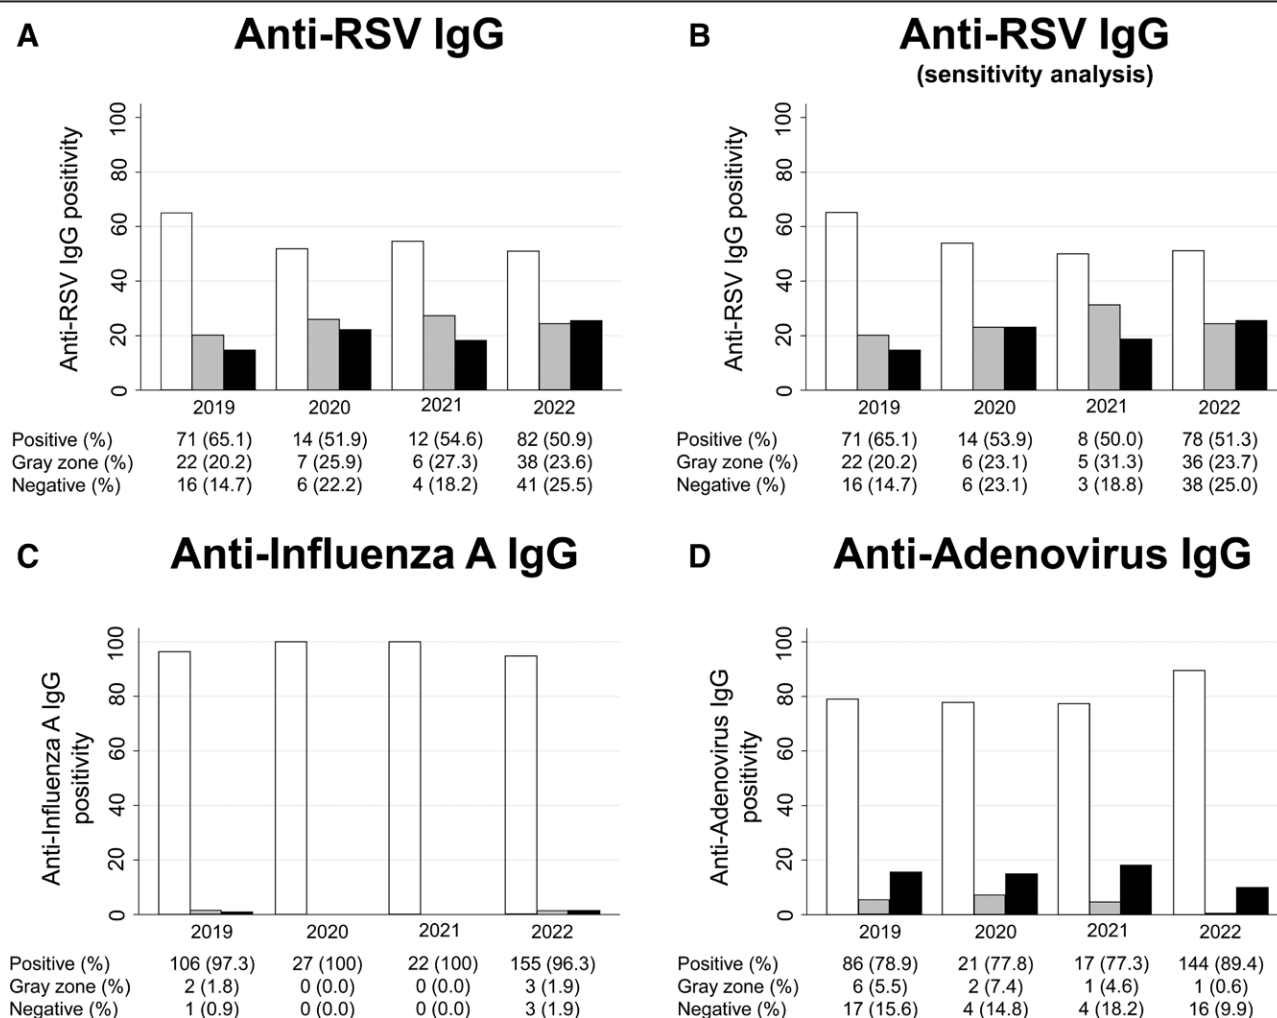 A
Anti-RSV IgG
Anti-RSV IgG positivity
100
80
60
40
20
0
2019 2020 2021 2022
Positive (%) 71 (65.1) 14 (51.9) 12 (54.6) 82 (50.9)
Gray zone (%) 22 (20.2) 7 (25.9) 6 (27.3) 38 (23.6)
Negative (%) 16 (14.7) 6 (22.2) 4 (18.2) 41 (25.5)
B
Anti-RSV IgG
(sensitivity analysis)
Anti-RSV IgG positivity
100
80
60
40
20
0
2019 2020 2021 2022
Positive (%) 71 (65.1) 14 (53.9) 8 (50.0) 78 (51.3)
Gray zone (%) 22 (20.2) 6 (23.1) 5 (31.3) 36 (23.7)
Negative (%) 16 (14.7) 6 (23.1) 3 (18.8) 38 (25.0)
C
Anti-Influenza A IgG
Anti-Influenza A IgG
positivity
100
80
60
40
20
0
2019 2020 2021 2022
Positive (%) 106 (97.3) 27 (100) 22 (100) 155 (96.3)
Gray zone (%) 2 (1.8) 0 (0.0) 0 (0.0) 3 (1.9)
Negative (%) 1 (0.9) 0 (0.0) 0 (0.0) 3 (1.9)
D
Anti-Adenovirus IgG
Anti-Adenovirus IgG
positivity
100
80
60
40
20
0
2019 2020 2021 2022
Positive (%) 86 (78.9) 21 (77.8) 17 (77.3) 144 (89.4)
Gray zone (%) 6 (5.5) 2 (7.4) 1 (4.6) 1 (0.6)
Negative (%) 17 (15.6) 4 (14.8) 4 (18.2) 16 (9.9)